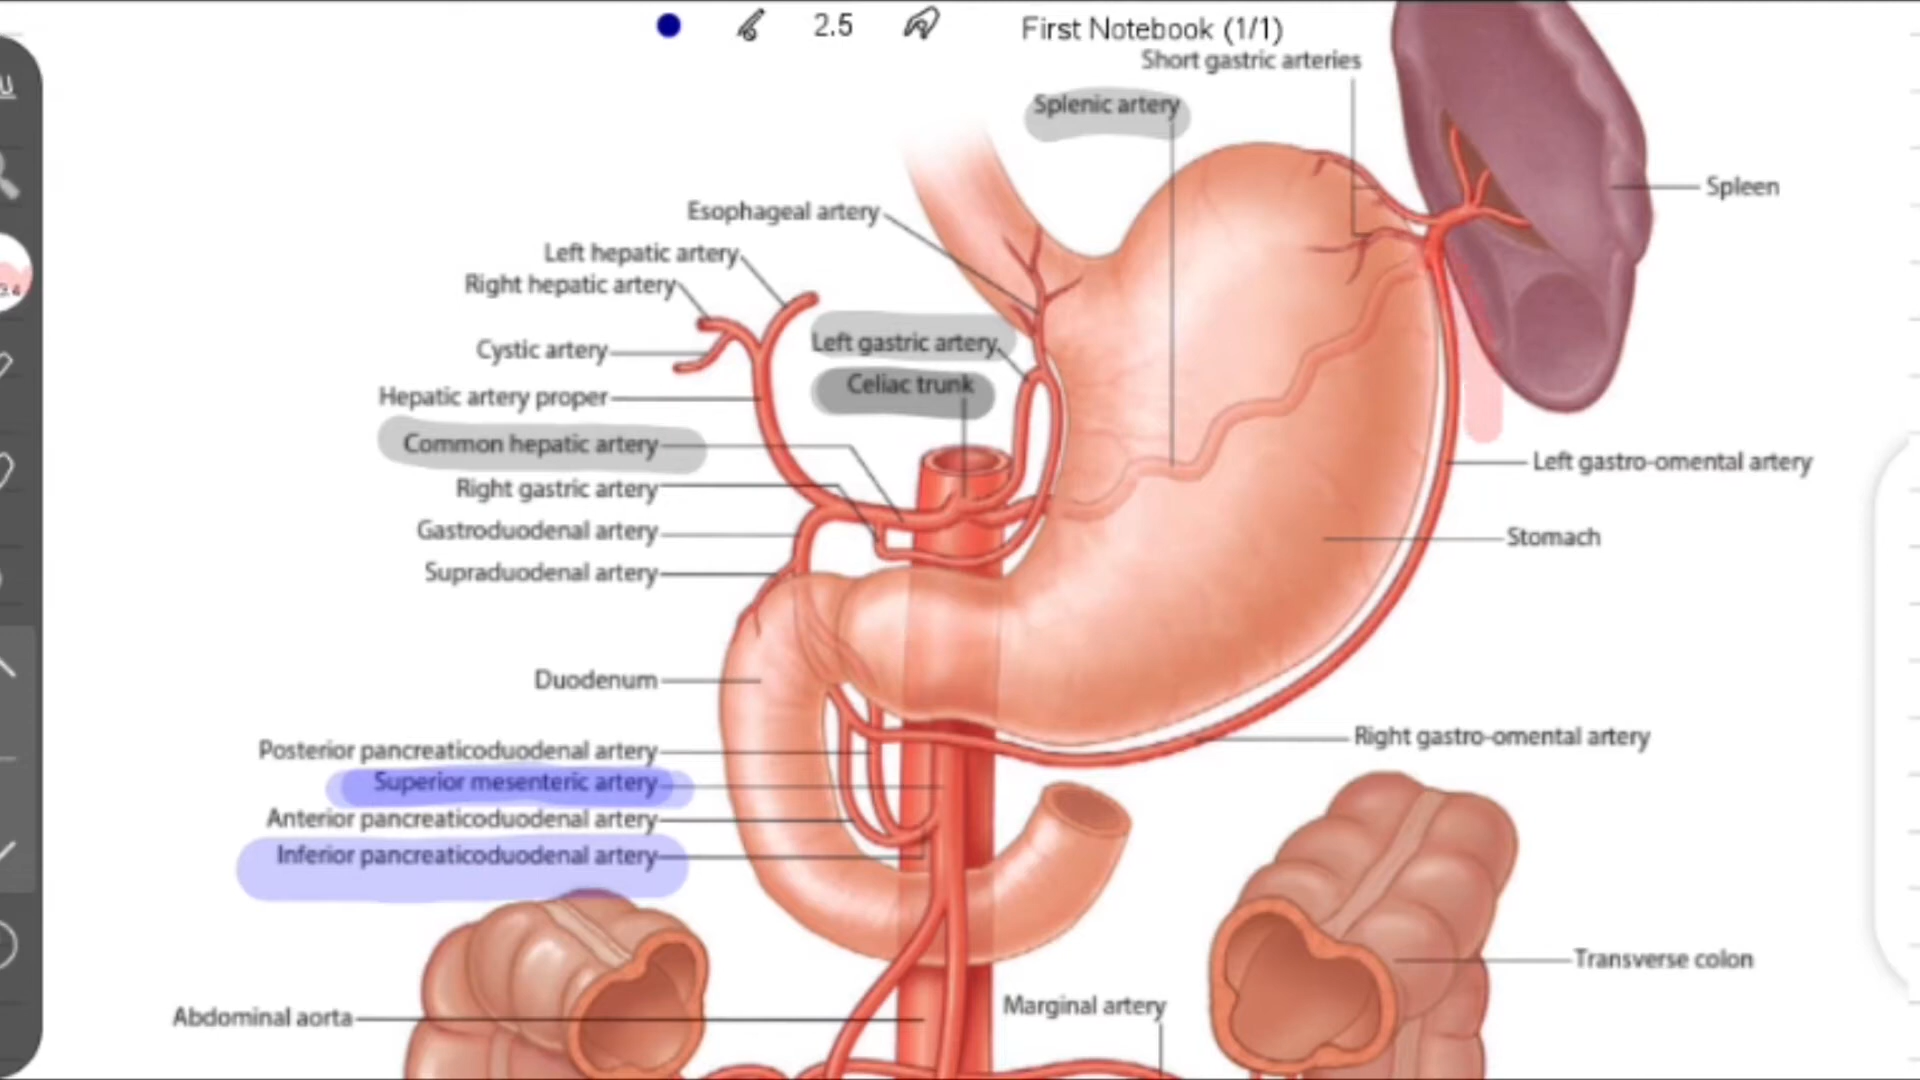 2.5
First Notebook (1/1)
Short gastric arteries
Splenic artery
Spleen
Esophageal artery
Left hepatic artery
Right hepatic artery
Left gastric artery
Cystic artery
Celiac trunk
Hepatic artery proper
Common hepatic artery
Left gastro-omental artery
Right gastric artery
Gastroduodenal artery
Stomach
Supraduodenal artery
Duodenum
Right gastro-omental artery
Posterior pancreaticoduodenal artery
Superior mesenteric artery
Anterior pancreaticoduodenal artery
Inferior pancreaticoduodenal artery
Transverse colon
Marginal artery
Abdominal aorta